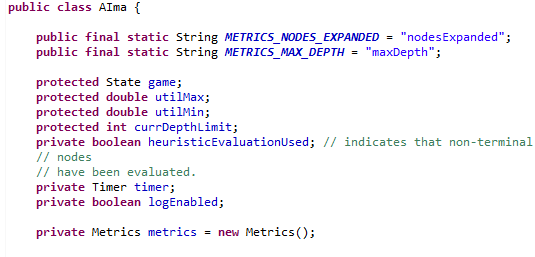 public class AIma {
public final static String METRICS_NODES_EXPANDED = "nodesExpanded";
public final static String METRICS_MAX_DEPTH = "maxDepth";
protected State game;
protected double utilMax;
protected double utilMin;
protected int currDepthLimit;
private boolean heuristicEvaluationUsed; // indicates that non-terminal
// nodes
// have been evaluated.
private Timer timer;
private boolean logEnabled;
private Metrics metrics = new Metrics();